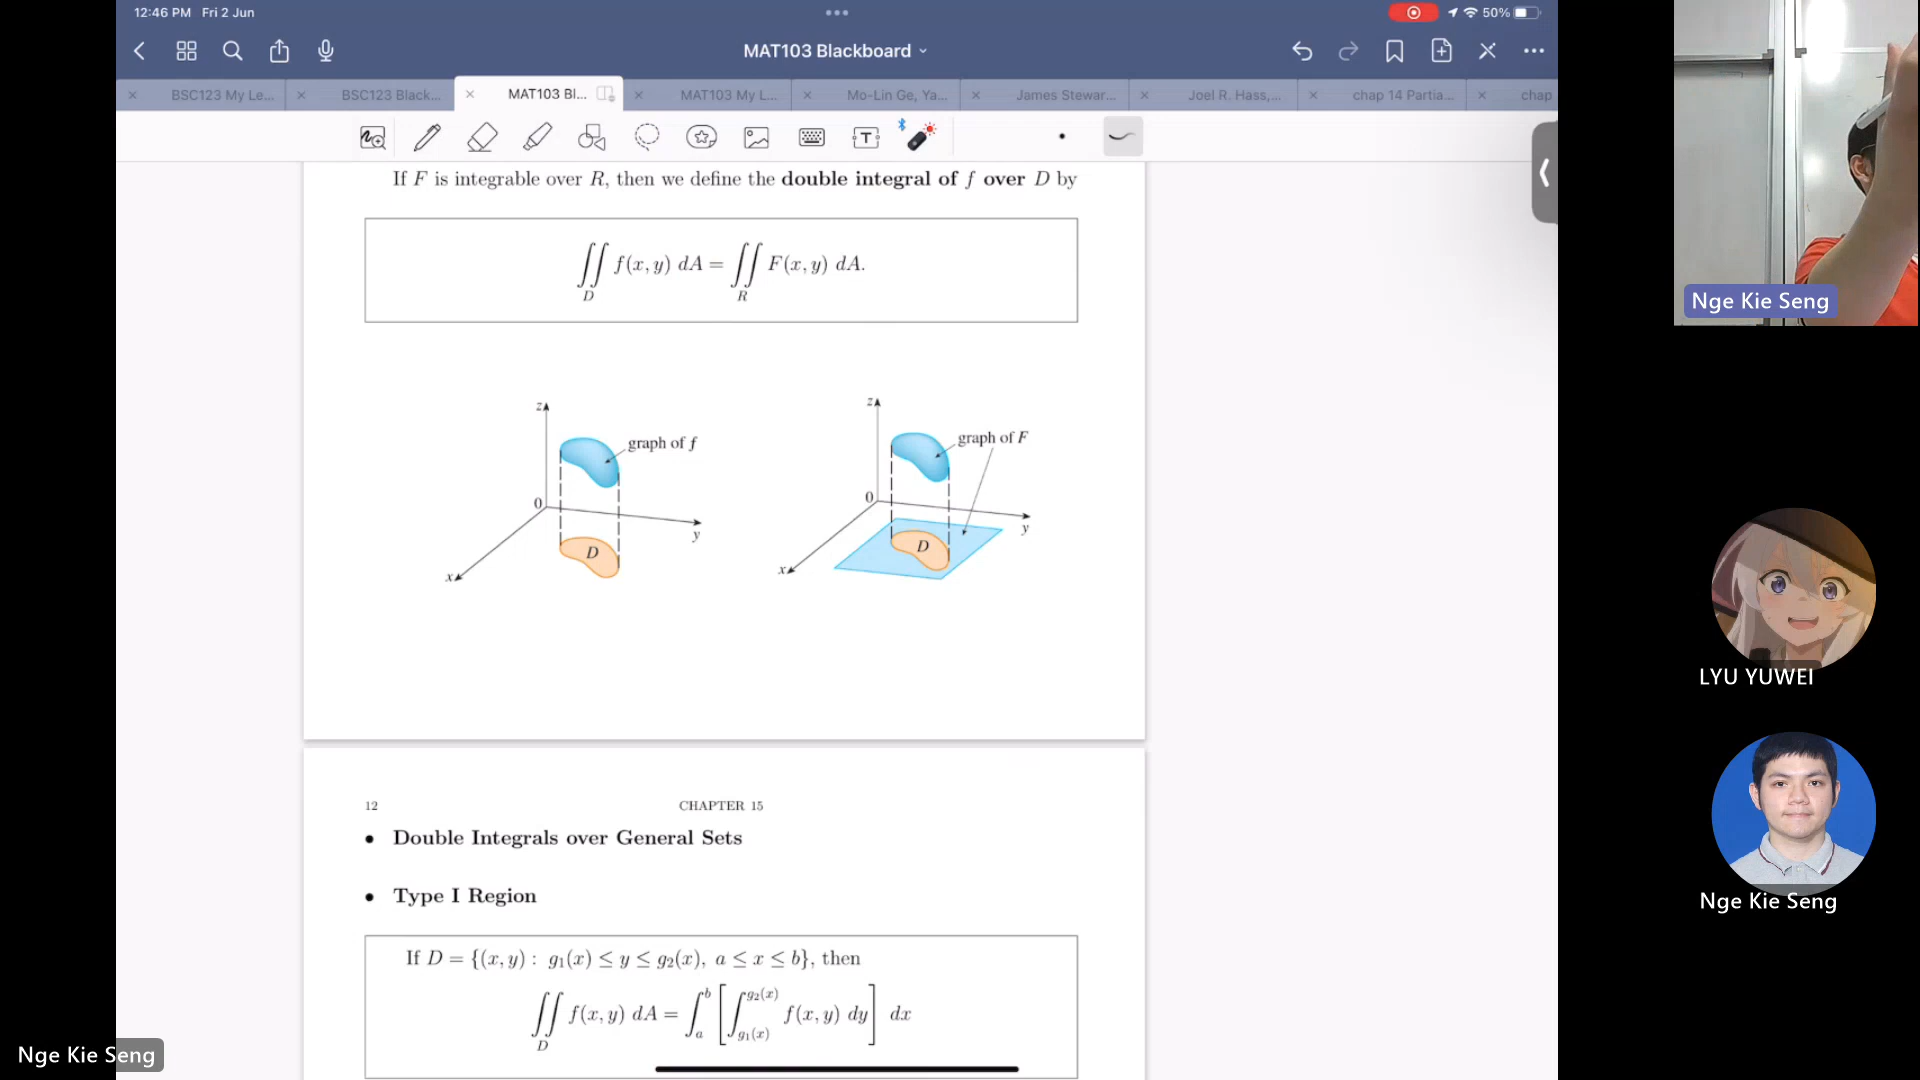 12:46 PM Fri 2 Jun
50%
MAT103 Blackboard
BSC123 My Le...
BSC123 Black...
MAT103 Bl...
MAT103 My L...
Mo-Lin Ge, Ya...
James Stewar...
Joel R. Hass,...
chap 14 Partia...
chap
If F is integrable over R, then we define the double integral of f over D by
∬_D f(x, y) dA = ∬_R F(x, y) dA.
z
graph of f
0
y
D
x
z
graph of F
0
y
D
x
12 CHAPTER 15
• Double Integrals over General Sets
• Type I Region
If D = {(x, y) : g₁(x) ≤ y ≤ g₂(x), a ≤ x ≤ b}, then
∬_D f(x, y) dA = ∫_a^b [∫_{g₁(x)}^{g₂(x)} f(x, y) dy] dx
Nge Kie Seng
LYU YUWEI
Nge Kie Seng
Nge Kie Seng